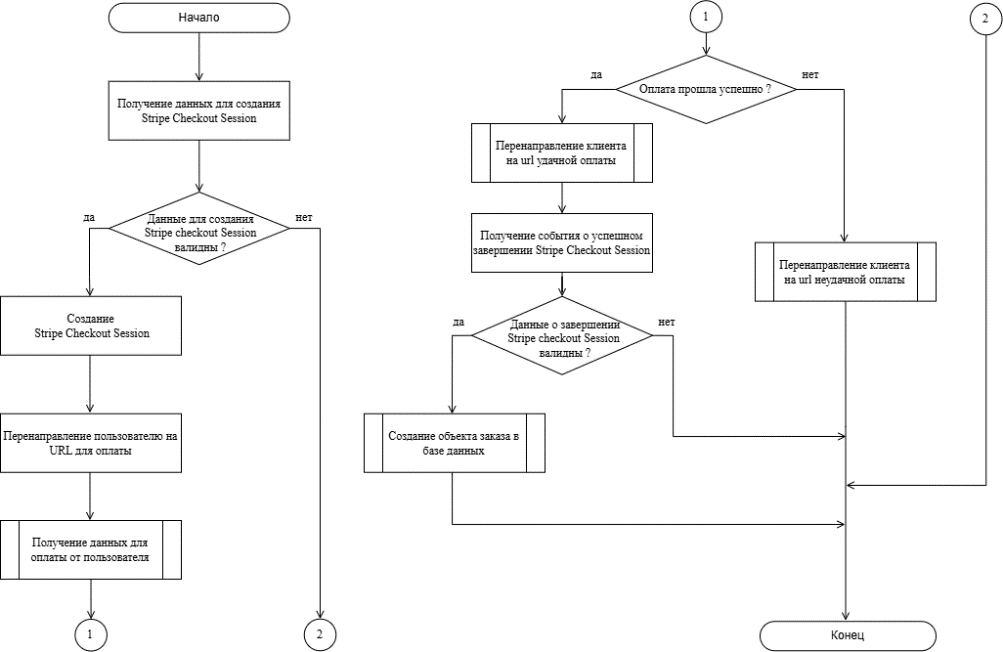 Начало
Получение данных для создания
Stripe Checkout Session
Данные для создания
Stripe checkout Session
валидны ?
да
нет
Создание
Stripe Checkout Session
Перенаправление пользователю на
URL для оплаты
Получение данных для
оплаты от пользователя
1
2
1
Оплата прошла успешно ?
да
нет
Перенаправление клиента
на url удачной оплаты
Получение события о успешном
завершении Stripe Checkout Session
Данные о завершении
Stripe checkout Session
валидны ?
да
нет
Создание объекта заказа в
базе данных
Перенаправление клиента
на url неудачной оплаты
2
Конец